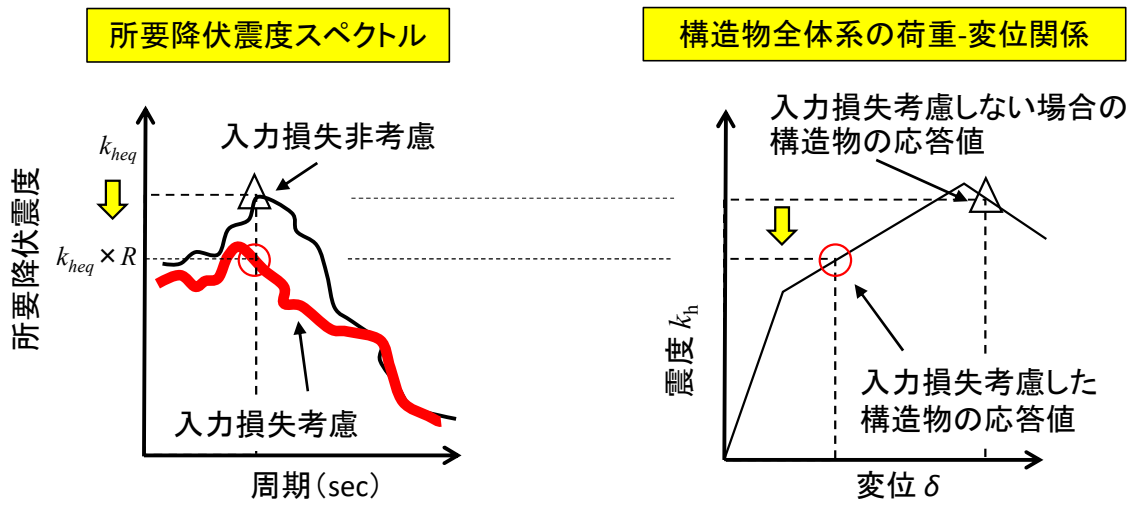 所要降伏震度スペクトル
構造物全体系の荷重-変位関係
所要降伏震度
kheq
kheq × R
入力損失非考慮
入力損失考慮
周期(sec)
入力損失考慮しない場合の
構造物の応答値
震度 kh
入力損失考慮した
構造物の応答値
変位 δ